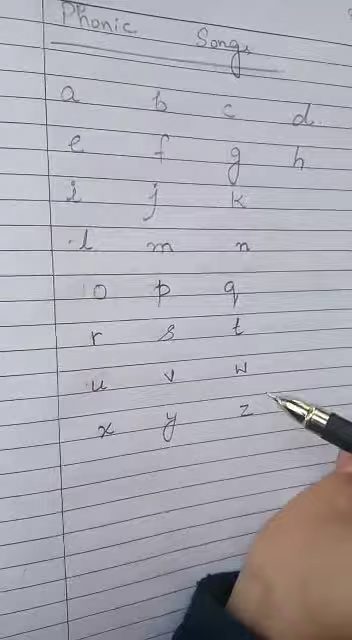 Phonic Songs
a b c d
e f g h
i j k
l m n
o p q
r s t
u v w
x y z